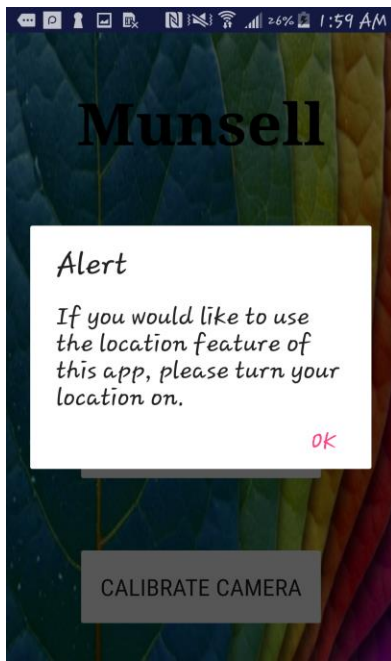 26% 1:59 AM
Munsell
Alert
If you would like to use
the location feature of
this app, please turn your
location on.
OK
CALIBRATE CAMERA